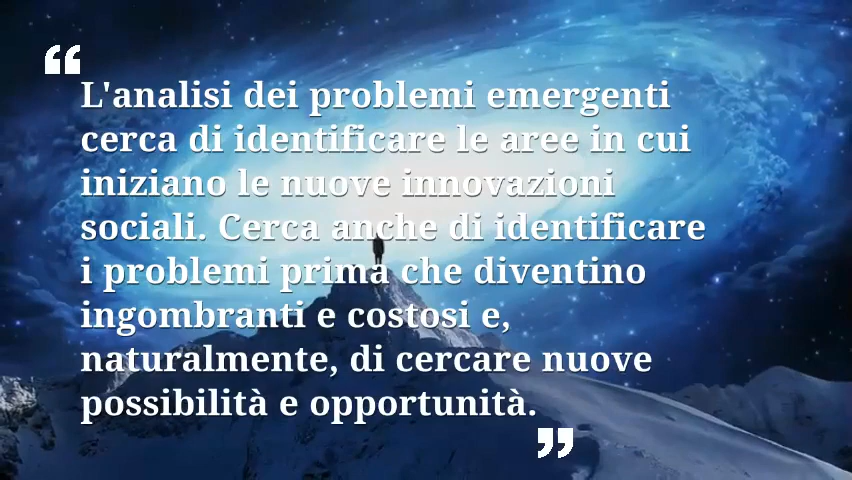 “
L'analisi dei problemi emergenti
cerca di identificare le aree in cui
iniziano le nuove innovazioni
sociali. Cerca anche di identificare
i problemi prima che diventino
ingombranti e costosi e,
naturalmente, di cercare nuove
possibilità e opportunità.
”